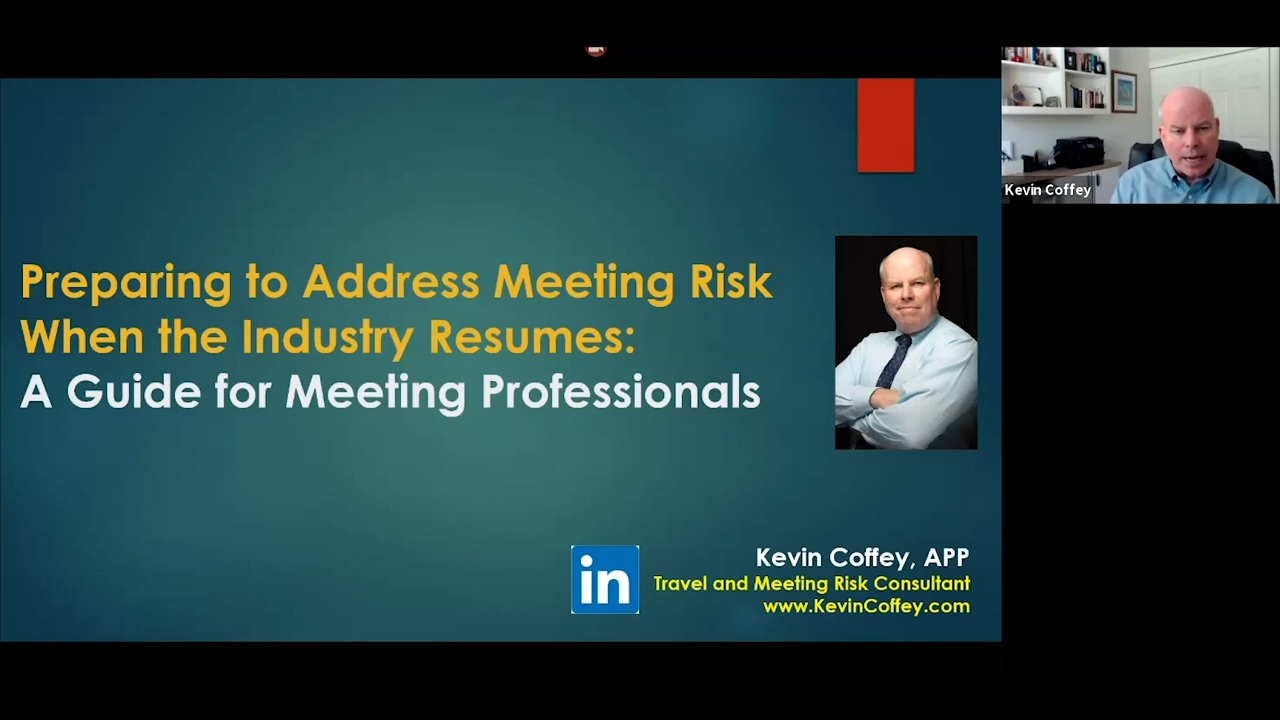 Preparing to Address Meeting Risk
When the Industry Resumes:
A Guide for Meeting Professionals
in
Kevin Coffey, APP
Travel and Meeting Risk Consultant
www.KevinCoffey.com
Kevin Coffey